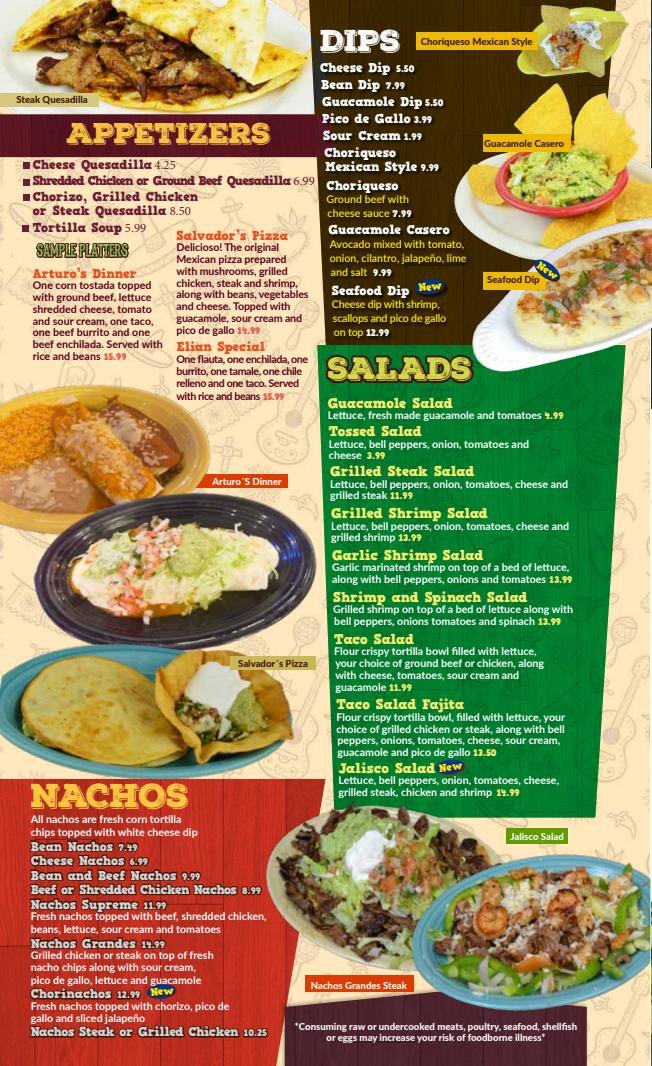 Steak Quesadilla
APPETIZERS
Cheese Quesadilla 4.25
Shredded Chicken or Ground Beef Quesadilla 6.99
Chorizo, Grilled Chicken
or Steak Quesadilla 8.50
Tortilla Soup 5.99
SAMPLE PLATTERS
Arturo's Dinner
One corn tostada topped
with ground beef, lettuce
shredded cheese, tomato
and sour cream, one taco,
one beef burrito and one
beef enchilada. Served with
rice and beans 15.99
Salvador's Pizza
Delicioso! The original
Mexican pizza prepared
with mushrooms, grilled
chicken, steak and shrimp,
along with beans, vegetables
and cheese. Topped with
guacamole, sour cream and
pico de gallo 14.99
Elian Special
One flauta, one enchilada, one
burrito, one tamale, one chile
relleno and one taco. Served
with rice and beans 15.99
Arturo´S Dinner
Salvador´s Pizza
NACHOS
All nachos are fresh corn tortilla
chips topped with white cheese dip
Bean Nachos 7.49
Cheese Nachos 6.99
Bean and Beef Nachos 9.99
Beef or Shredded Chicken Nachos 8.99
Nachos Supreme 11.99
Fresh nachos topped with beef, shredded chicken,
beans, lettuce, sour cream and tomatoes
Nachos Grandes 14.99
Grilled chicken or steak on top of fresh
nacho chips along with sour cream,
pico de gallo, lettuce and guacamole
Chorinachos 12.99 New
Fresh nachos topped with chorizo, pico de
gallo and sliced jalapeño
Nachos Steak or Grilled Chicken 10.25
DIPS
Choriqueso Mexican Style
Cheese Dip 5.50
Bean Dip 7.99
Guacamole Dip 5.50
Pico de Gallo 3.99
Sour Cream 1.99
Choriqueso
Mexican Style 9.99
Choriqueso
Ground beef with
cheese sauce 7.99
Guacamole Casero
Avocado mixed with tomato,
onion, cilantro, jalapeño, lime
and salt 9.99
Seafood Dip New
Cheese dip with shrimp,
scallops and pico de gallo
on top 12.99
Guacamole Casero
Seafood Dip New
SALADS
Guacamole Salad
Lettuce, fresh made guacamole and tomatoes 4.99
Tossed Salad
Lettuce, bell peppers, onion, tomatoes and
cheese 3.99
Grilled Steak Salad
Lettuce, bell peppers, onion, tomatoes, cheese and
grilled steak 11.99
Grilled Shrimp Salad
Lettuce, bell peppers, onion, tomatoes, cheese and
grilled shrimp 13.99
Garlic Shrimp Salad
Garlic marinated shrimp on top of a bed of lettuce,
along with bell peppers, onions and tomatoes 13.99
Shrimp and Spinach Salad
Grilled shrimp on top of a bed of lettuce along with
bell peppers, onions tomatoes and spinach 13.99
Taco Salad
Flour crispy tortilla bowl filled with lettuce,
your choice of ground beef or chicken, along
with cheese, tomatoes, sour cream and
guacamole 11.99
Taco Salad Fajita
Flour crispy tortilla bowl, filled with lettuce, your
choice of grilled chicken or steak, along with bell
peppers, onions, tomatoes, cheese, sour cream,
guacamole and pico de gallo 13.50
Jalisco Salad New
Lettuce, bell peppers, onion, tomatoes, cheese,
grilled steak, chicken and shrimp 14.99
Jalisco Salad
Nachos Grandes Steak
*Consuming raw or undercooked meats, poultry, seafood, shellfish
or eggs may increase your risk of foodborne illness*